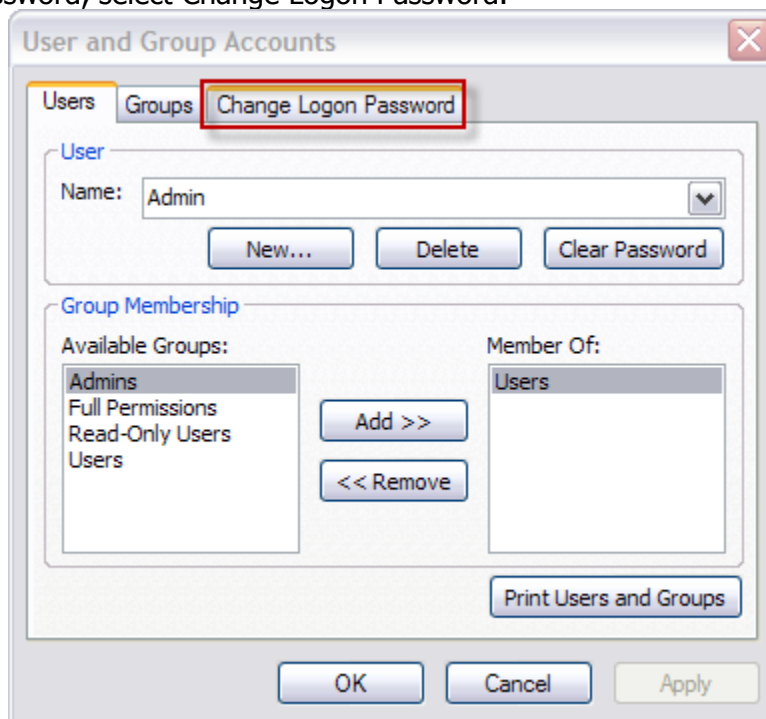 ssword, select Change Logon Password.
User and Group Accounts
Users Groups Change Logon Password
User
Name: Admin
New... Delete Clear Password
Group Membership
Available Groups: Member Of:
Admins Users
Full Permissions
Read-Only Users
Users
Add >>
<< Remove
Print Users and Groups
OK Cancel Apply